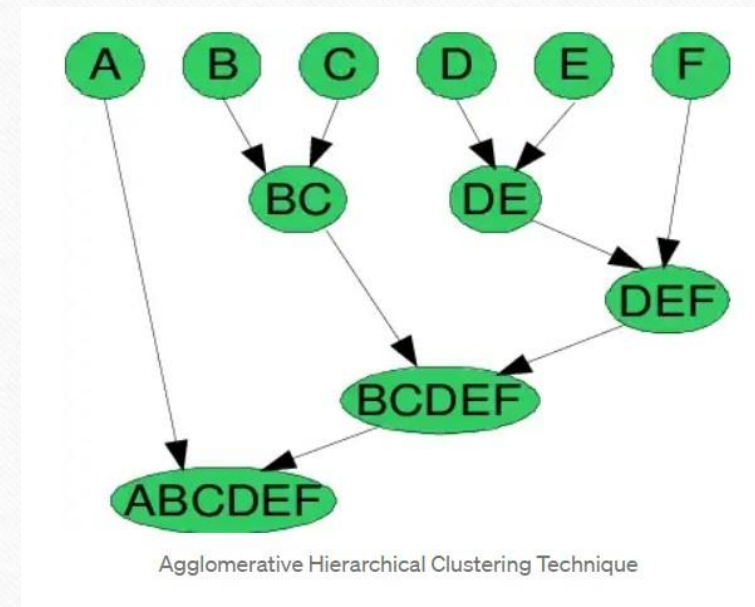 A B C D E F
BC DE
DEF
BCDEF
ABCDEF
Agglomerative Hierarchical Clustering Technique